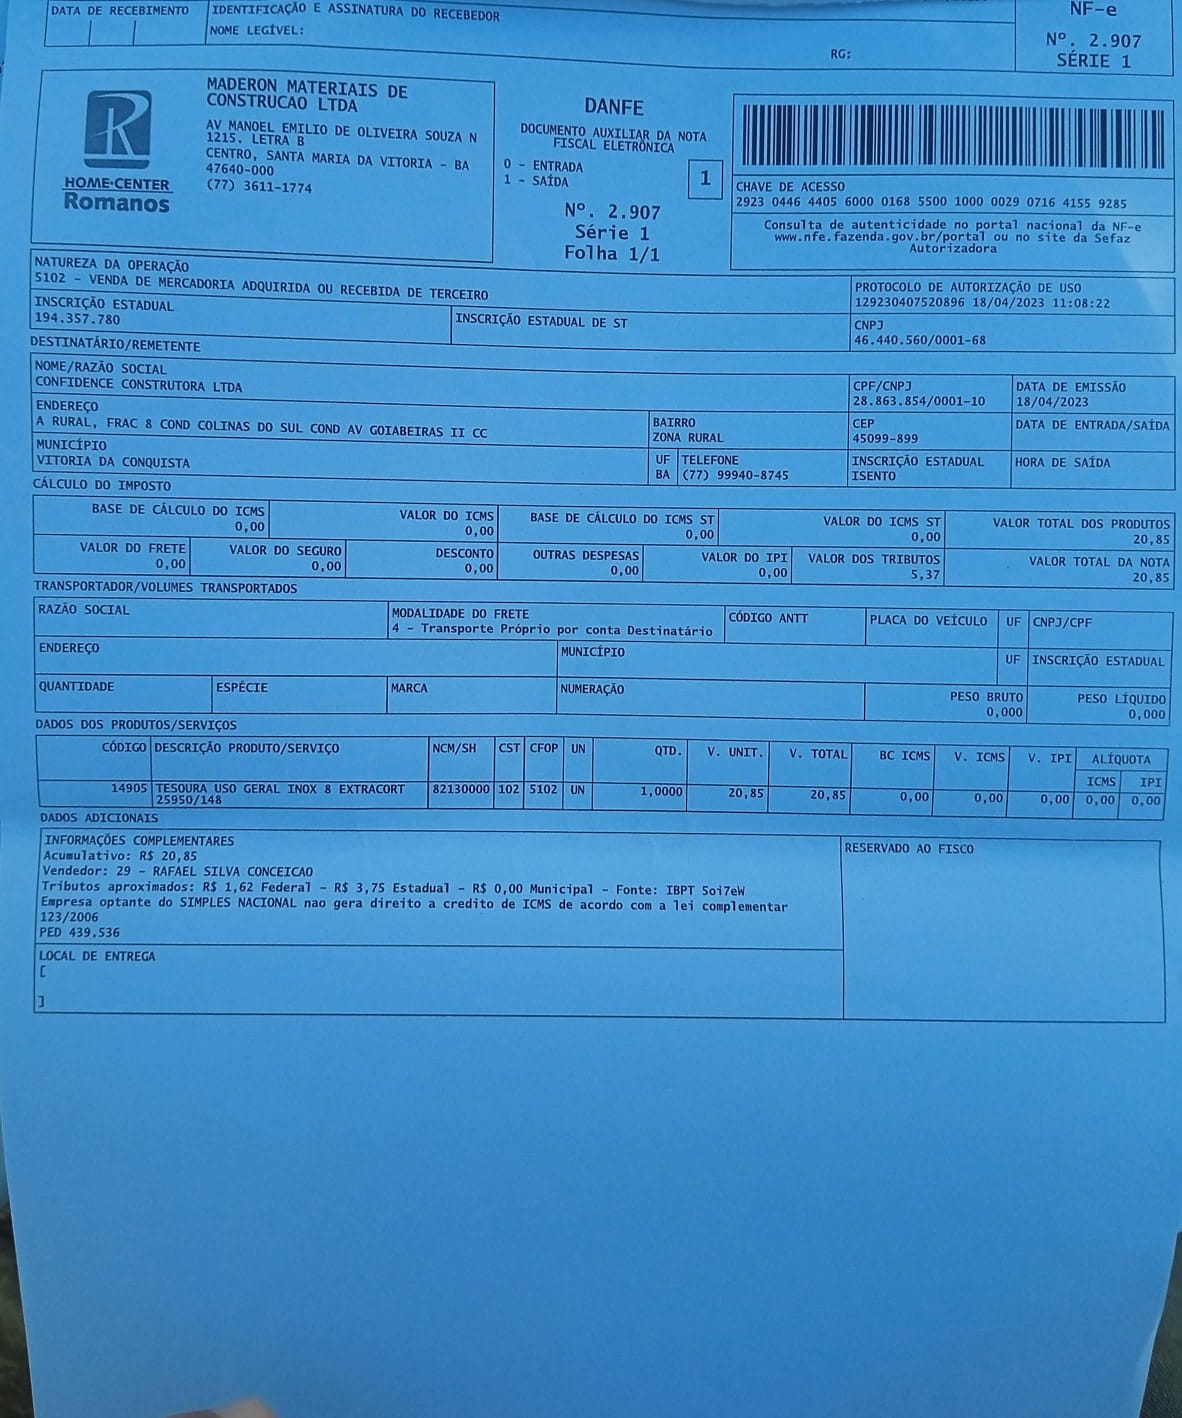 DATA DE RECEBIMENTO
IDENTIFICAÇÃO E ASSINATURA DO RECEBEDOR
NOME LEGÍVEL:
RG:
NF-e
Nº. 2.907
SÉRIE 1
R
HOME·CENTER
Romanos
MADERON MATERIAIS DE
CONSTRUCAO LTDA
AV MANOEL EMILIO DE OLIVEIRA SOUZA N
1215. LETRA B
CENTRO, SANTA MARIA DA VITORIA - BA
47640-000
(77) 3611-1774
DANFE
DOCUMENTO AUXILIAR DA NOTA
FISCAL ELETRÔNICA
0 - ENTRADA
1 - SAÍDA
1
Nº. 2.907
Série 1
Folha 1/1
CHAVE DE ACESSO
2923 0446 4405 6000 0168 5500 1000 0029 0716 4155 9285
Consulta de autenticidade no portal nacional da NF-e
www.nfe.fazenda.gov.br/portal ou no site da Sefaz
Autorizadora
NATUREZA DA OPERAÇÃO
5102 - VENDA DE MERCADORIA ADQUIRIDA OU RECEBIDA DE TERCEIRO
PROTOCOLO DE AUTORIZAÇÃO DE USO
129230407520896 18/04/2023 11:08:22
INSCRIÇÃO ESTADUAL
194.357.780
INSCRIÇÃO ESTADUAL DE ST
CNPJ
46.440.560/0001-68
DESTINATÁRIO/REMETENTE
NOME/RAZÃO SOCIAL
CONFIDENCE CONSTRUTORA LTDA
CPF/CNPJ
28.863.854/0001-10
DATA DE EMISSÃO
18/04/2023
ENDEREÇO
A RURAL, FRAC 8 COND COLINAS DO SUL COND AV GOIABEIRAS II CC
BAIRRO
ZONA RURAL
CEP
45099-899
DATA DE ENTRADA/SAÍDA
MUNICÍPIO
VITORIA DA CONQUISTA
UF
BA
TELEFONE
(77) 99940-8745
INSCRIÇÃO ESTADUAL
ISENTO
HORA DE SAÍDA
CÁLCULO DO IMPOSTO
BASE DE CÁLCULO DO ICMS
0,00
VALOR DO ICMS
0,00
BASE DE CÁLCULO DO ICMS ST
0,00
VALOR DO ICMS ST
0,00
VALOR TOTAL DOS PRODUTOS
20,85
VALOR DO FRETE
0,00
VALOR DO SEGURO
0,00
DESCONTO
0,00
OUTRAS DESPESAS
0,00
VALOR DO IPI
0,00
VALOR DOS TRIBUTOS
5,37
VALOR TOTAL DA NOTA
20,85
TRANSPORTADOR/VOLUMES TRANSPORTADOS
RAZÃO SOCIAL
MODALIDADE DO FRETE
4 - Transporte Próprio por conta Destinatário
CÓDIGO ANTT
PLACA DO VEÍCULO
UF
CNPJ/CPF
ENDEREÇO
MUNICÍPIO
UF
INSCRIÇÃO ESTADUAL
QUANTIDADE
ESPÉCIE
MARCA
NUMERAÇÃO
PESO BRUTO
0,000
PESO LÍQUIDO
0,000
DADOS DOS PRODUTOS/SERVIÇOS
CÓDIGO DESCRIÇÃO PRODUTO/SERVIÇO NCM/SH CST CFOP UN QTD. V. UNIT. V. TOTAL BC ICMS V. ICMS V. IPI ALÍQUOTA
ICMS IPI
14905 TESOURA USO GERAL INOX 8 EXTRACORT 82130000 102 5102 UN 1,0000 20,85 20,85 0,00 0,00 0,00 0,00 0,00
25950/148
DADOS ADICIONAIS
INFORMAÇÕES COMPLEMENTARES
Acumulativo: R$ 20,85
Vendedor: 29 - RAFAEL SILVA CONCEICAO
Tributos aproximados: R$ 1,62 Federal - R$ 3,75 Estadual - R$ 0,00 Municipal - Fonte: IBPT 5oi7eW
Empresa optante do SIMPLES NACIONAL nao gera direito a credito de ICMS de acordo com a lei complementar
123/2006
PED 439.536
RESERVADO AO FISCO
LOCAL DE ENTREGA
[
]